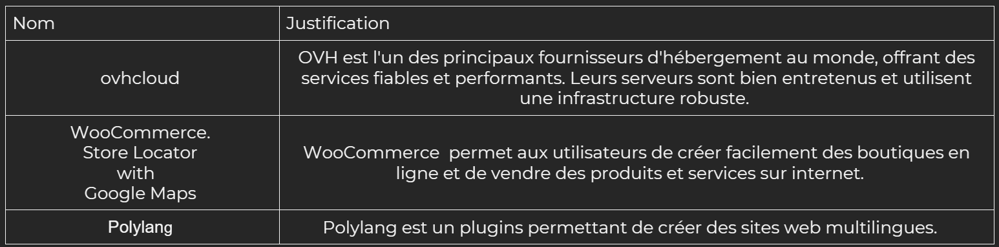 Nom
Justification
ovhcloud
OVH est l'un des principaux fournisseurs d'hébergement au monde, offrant des
services fiables et performants. Leurs serveurs sont bien entretenus et utilisent
une infrastructure robuste.
WooCommerce.
Store Locator
with
Google Maps
WooCommerce  permet aux utilisateurs de créer facilement des boutiques en
ligne et de vendre des produits et services sur internet.
Polylang
Polylang est un plugins permettant de créer des sites web multilingues.